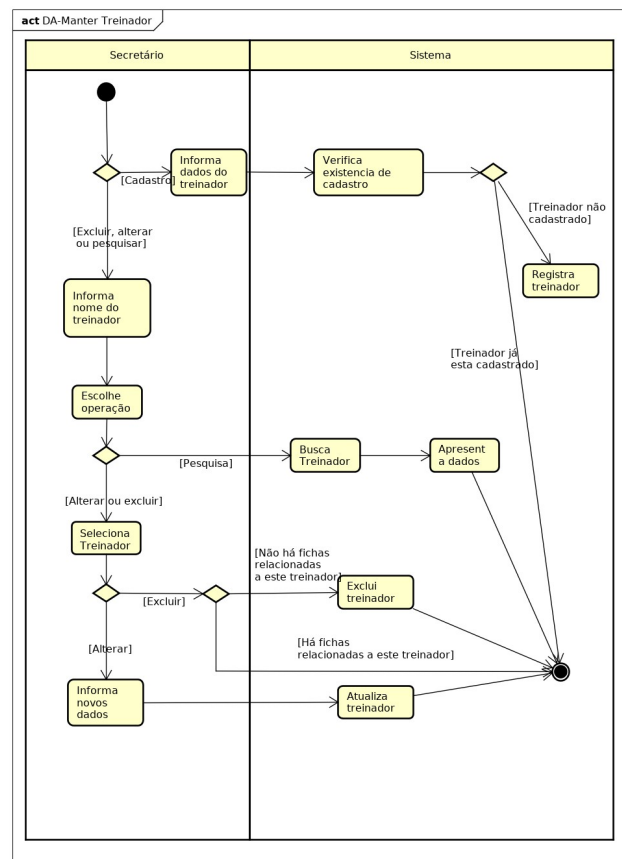 act DA-Manter Treinador
Secretário
Sistema
[Cadastro]
Informa
dados do
treinador
Verifica
existencia de
cadastro
[Treinador não
cadastrado]
[Excluir, alterar
ou pesquisar]
Registra
treinador
Informa
nome do
treinador
[Treinador já
esta cadastrado]
Escolhe
operação
[Pesquisa]
Busca
Treinador
Apresent
a dados
[Alterar ou excluir]
Seleciona
Treinador
[Não há fichas
relacionadas
a este treinador]
[Excluir]
Exclui
treinador
[Há fichas
relacionadas a este treinador]
[Alterar]
Informa
novos
dados
Atualiza
treinador